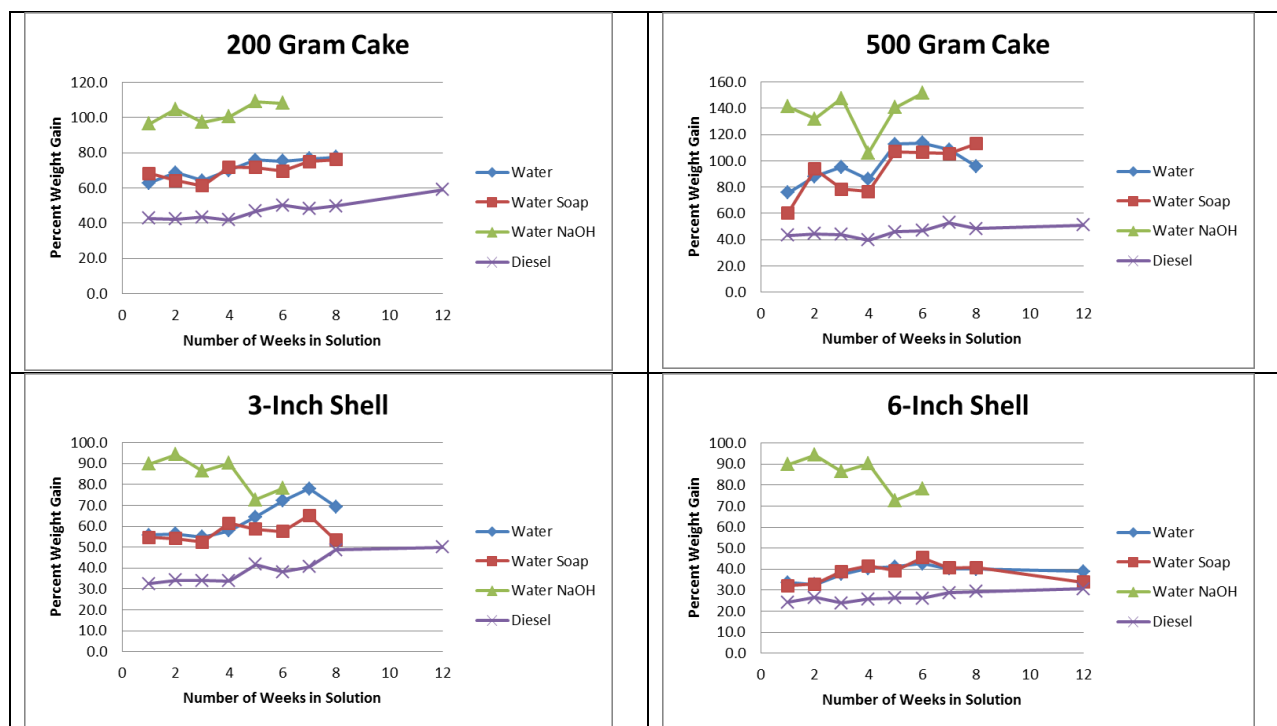 200 Gram Cake
Percent Weight Gain
120.0
100.0
80.0
60.0
40.0
20.0
0.0
0 2 4 6 8 10 12
Number of Weeks in Solution
Water
Water Soap
Water NaOH
Diesel
500 Gram Cake
Percent Weight Gain
160.0
140.0
120.0
100.0
80.0
60.0
40.0
20.0
0.0
0 2 4 6 8 10 12
Number of Weeks in Solution
Water
Water Soap
Water NaOH
Diesel
3-Inch Shell
Percent Weight Gain
100.0
90.0
80.0
70.0
60.0
50.0
40.0
30.0
20.0
10.0
0.0
0 2 4 6 8 10 12
Number of Weeks in Solution
Water
Water Soap
Water NaOH
Diesel
6-Inch Shell
Percent Weight Gain
100.0
90.0
80.0
70.0
60.0
50.0
40.0
30.0
20.0
10.0
0.0
0 2 4 6 8 10 12
Number of Weeks in Solution
Water
Water Soap
Water NaOH
Diesel